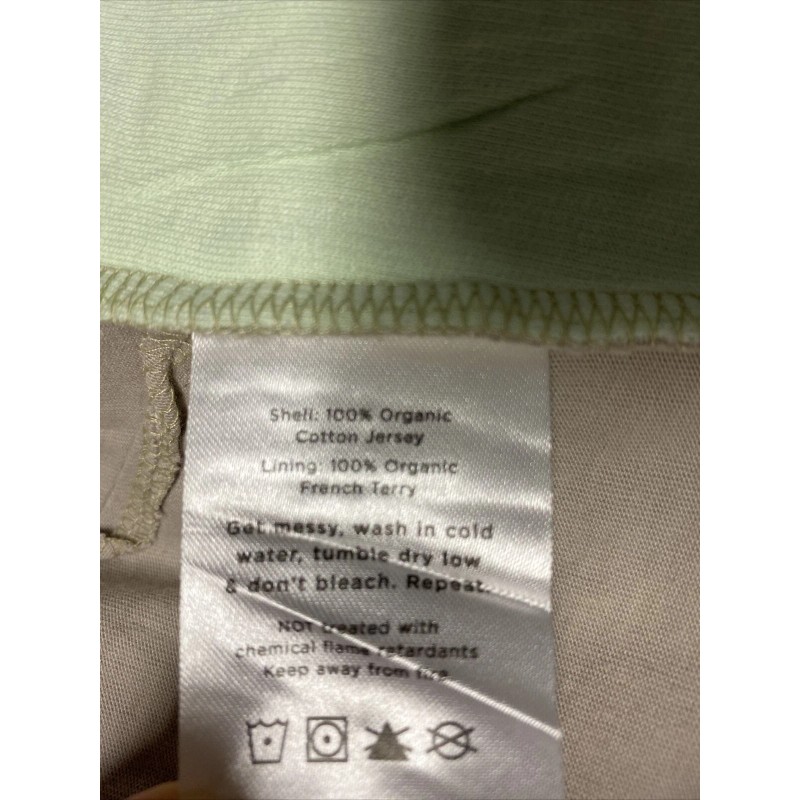 Shell: 100% Organic
Cotton Jersey
Lining: 100% Organic
French Terry
Get messy, wash in cold
water, tumble dry low
& don't bleach. Repeat.
NOT treated with
chemical flame retardants
Keep away from fire